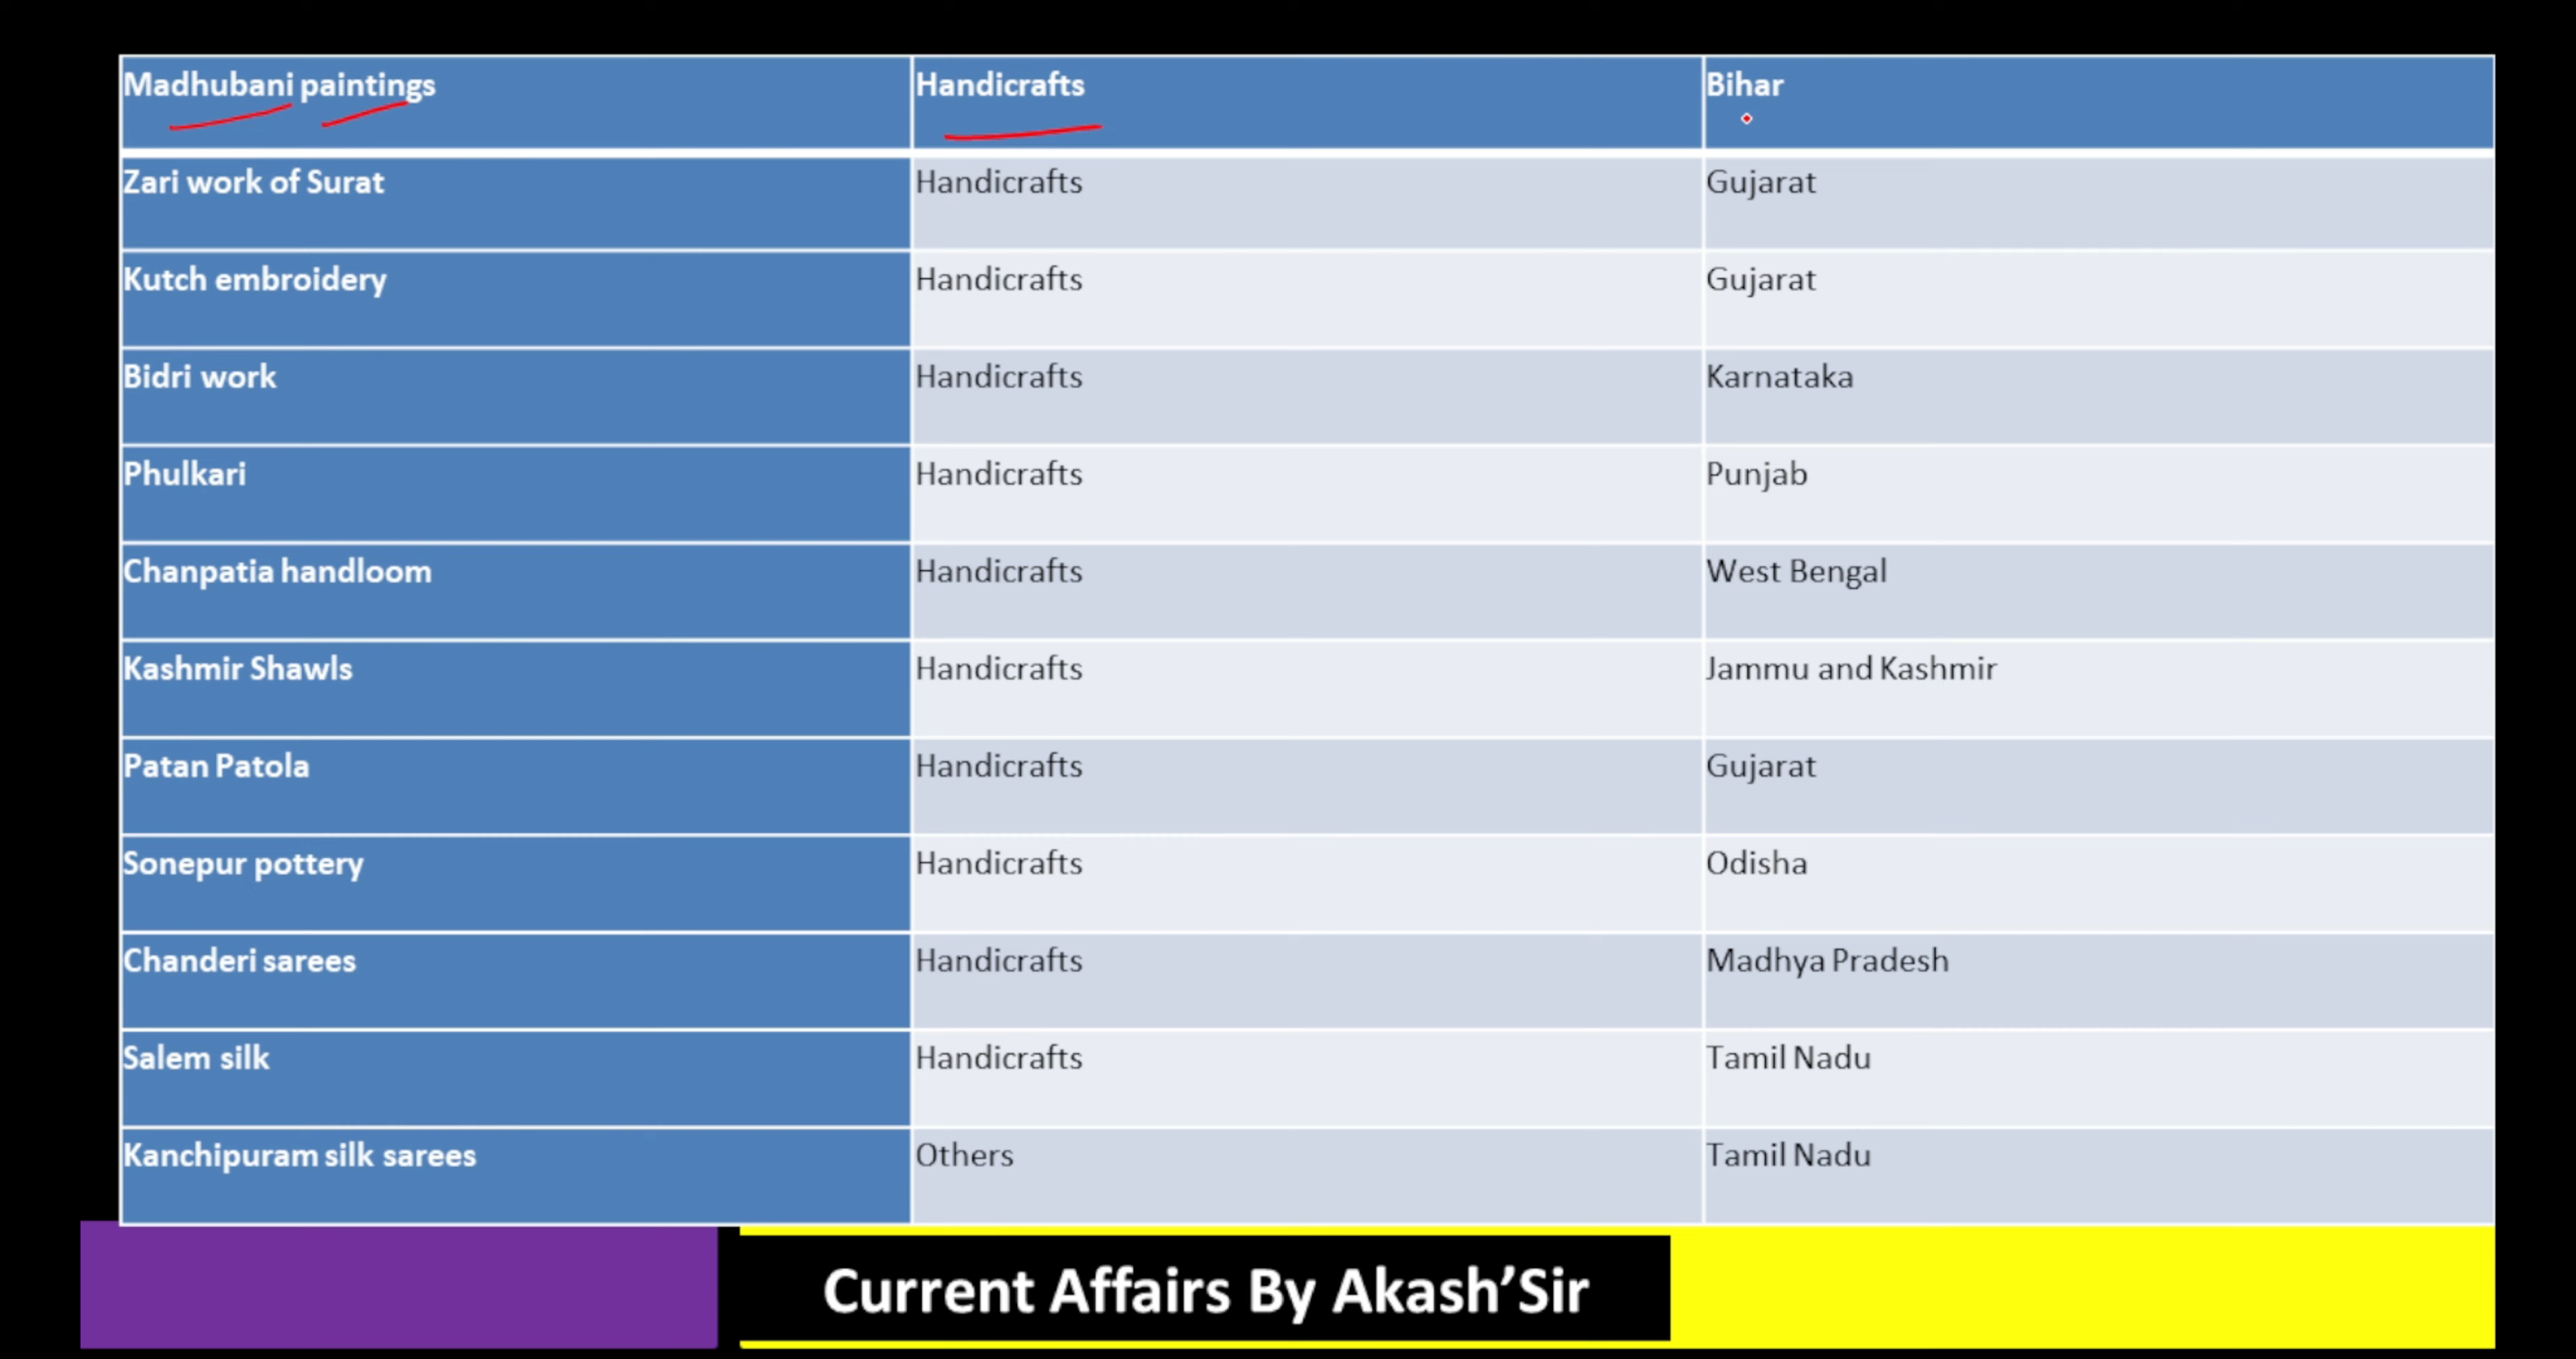 Madhubani paintings Handicrafts Bihar
Zari work of Surat Handicrafts Gujarat
Kutch embroidery Handicrafts Gujarat
Bidri work Handicrafts Karnataka
Phulkari Handicrafts Punjab
Chanpatia handloom Handicrafts West Bengal
Kashmir Shawls Handicrafts Jammu and Kashmir
Patan Patola Handicrafts Gujarat
Sonepur pottery Handicrafts Odisha
Chanderi sarees Handicrafts Madhya Pradesh
Salem silk Handicrafts Tamil Nadu
Kanchipuram silk sarees Others Tamil Nadu
Current Affairs By Akash’Sir